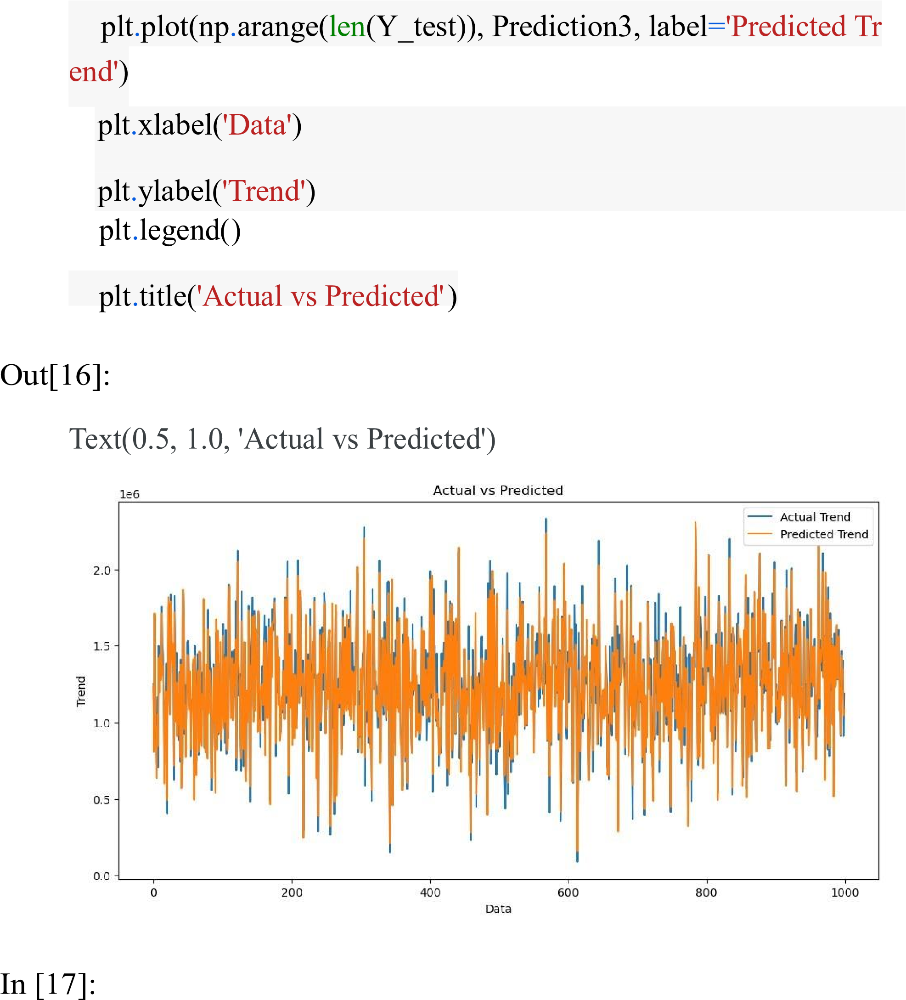 plt.plot(np.arange(len(Y_test)), Prediction3, label='Predicted Tr
end')
plt.xlabel('Data')
plt.ylabel('Trend')
plt.legend()
plt.title('Actual vs Predicted')
Out[16]:
Text(0.5, 1.0, 'Actual vs Predicted')
Actual vs Predicted
1e6
Actual Trend
Predicted Trend
2.0
1.5
1.0
0.5
0.0
Trend
0 200 400 600 800 1000
Data
In [17]: